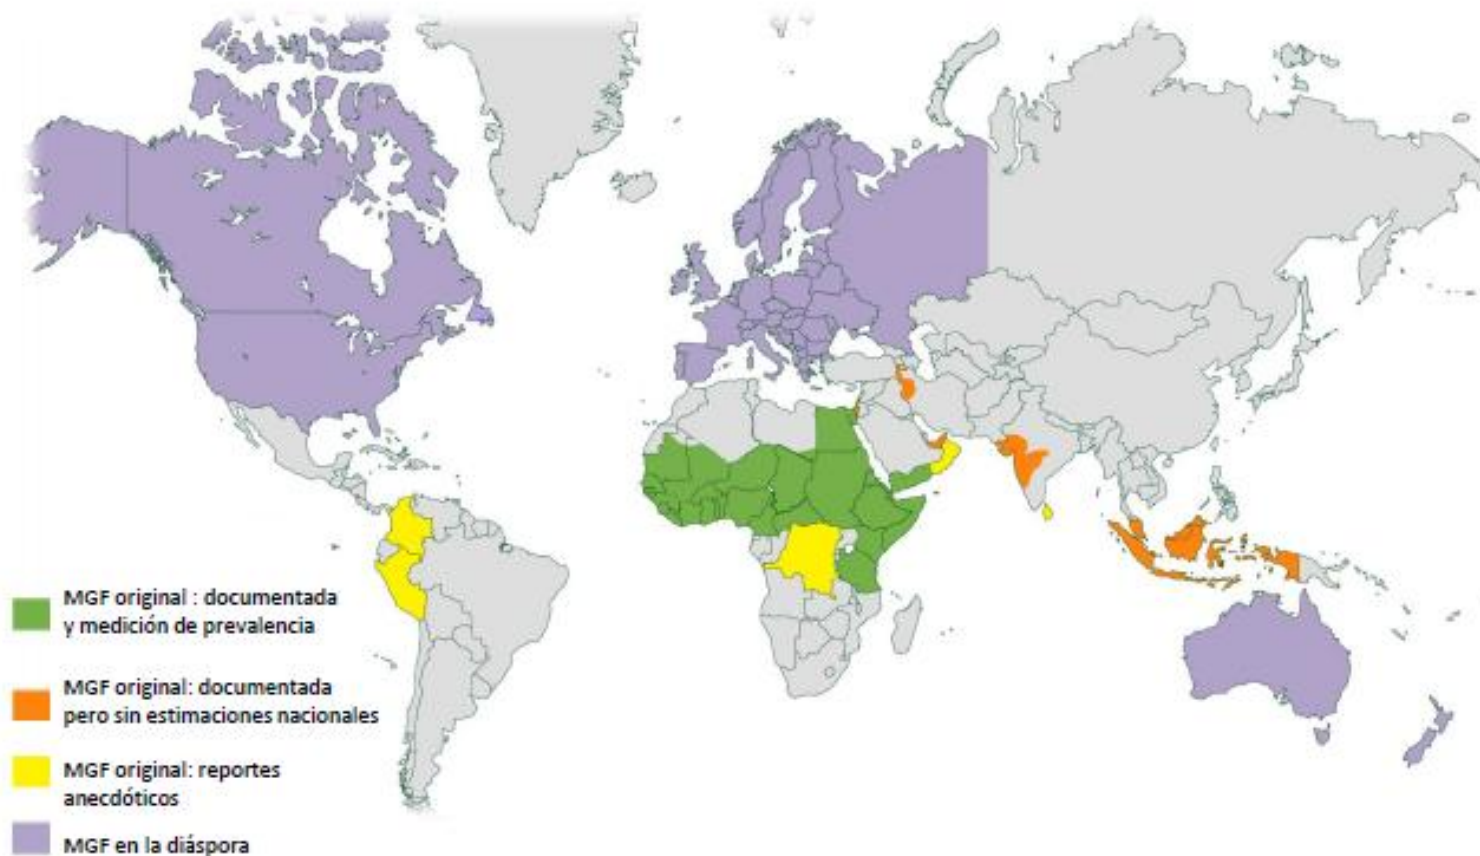 MGF original : documentada
y medición de prevalencia
MGF original: documentada
pero sin estimaciones nacionales
MGF original: reportes
anecdóticos
MGF en la diáspora